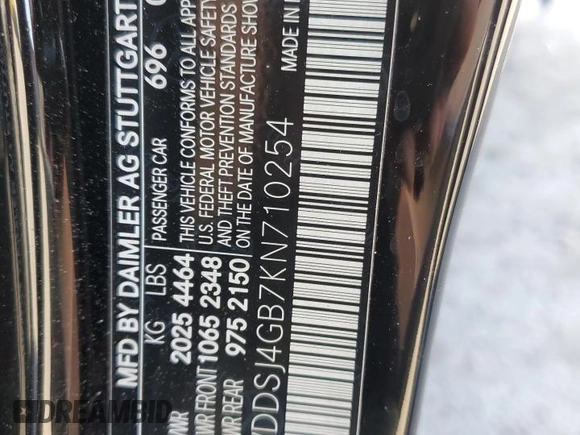 MFD BY DAIMLER AG STUTTGART
KG LBS PASSENGER CAR 696
2025 4464
FRONT 1065 2348
REAR 975 2150
THIS VEHICLE CONFORMS TO ALL
U.S. FEDERAL MOTOR VEHICLE SAFETY
AND THEFT PREVENTION STANDARDS
ON THE DATE OF MANUFACTURE
MADE IN
DDSJ4GB7KN710254
DREAMBID